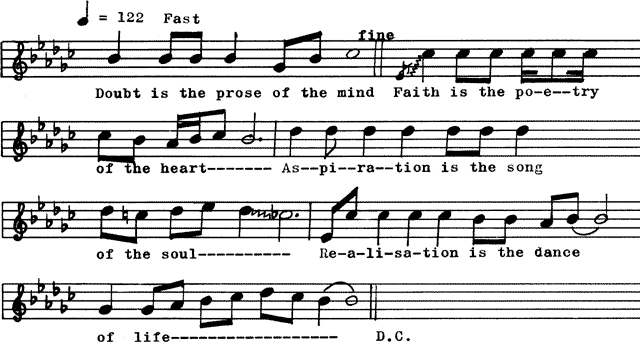 = 122 Fast
fine
Doubt is the prose of the mind Faith is the po-e--try
of the heart------- As--pi--ra--tion is the song
of the soul---------- Re-a-li-sa-tion is the dance
of life------------------ D.C.